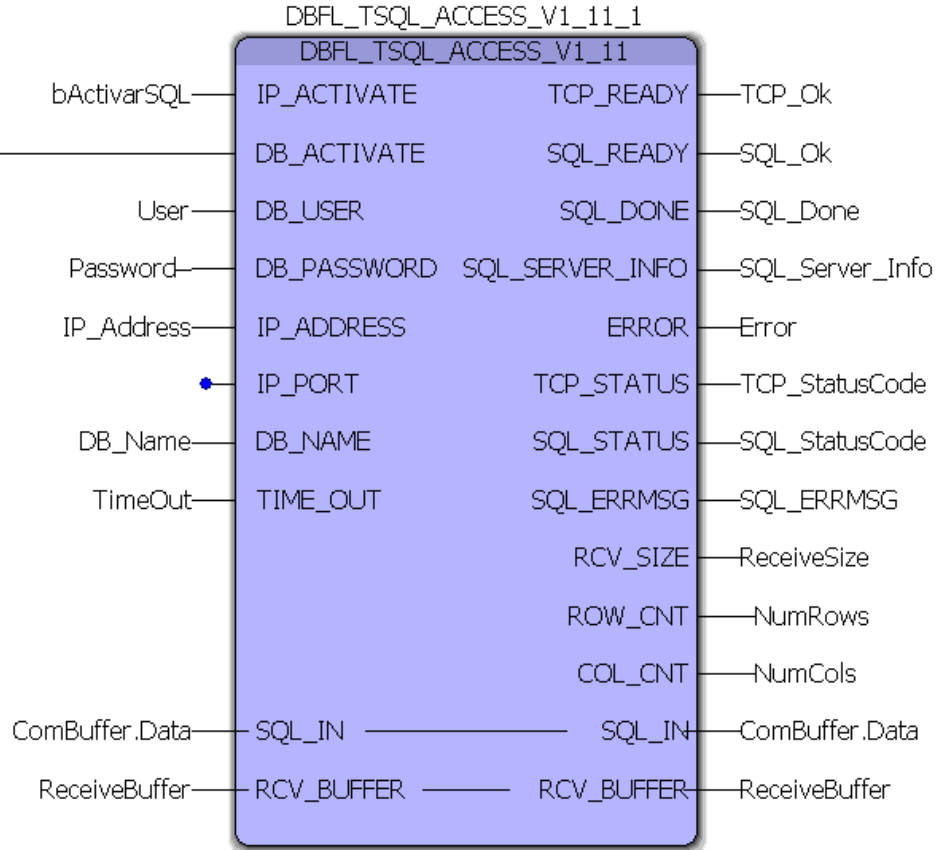 DBFL_TSQL_ACCESS_V1_11_1
DBFL_TSQL_ACCESS_V1_11
bActivarSQL IP_ACTIVATE TCP_READY TCP_Ok
DB_ACTIVATE SQL_READY SQL_Ok
User DB_USER SQL_DONE SQL_Done
Password DB_PASSWORD SQL_SERVER_INFO SQL_Server_Info
IP_Address IP_ADDRESS ERROR Error
IP_PORT TCP_STATUS TCP_StatusCode
DB_Name DB_NAME SQL_STATUS SQL_StatusCode
TimeOut TIME_OUT SQL_ERRMSG SQL_ERRMSG
RCV_SIZE ReceiveSize
ROW_CNT NumRows
COL_CNT NumCols
ComBuffer.Data SQL_IN SQL_IN ComBuffer.Data
ReceiveBuffer RCV_BUFFER RCV_BUFFER ReceiveBuffer